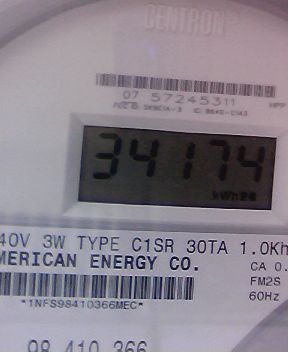 CENTRON®
07 57245311
34174
kWh
40V 3W TYPE C1SR 30TA 1.0Kh
MERICAN ENERGY CO.
CA 0.
FM2S
60Hz
*1NFS98410366MEC*
98 410 366